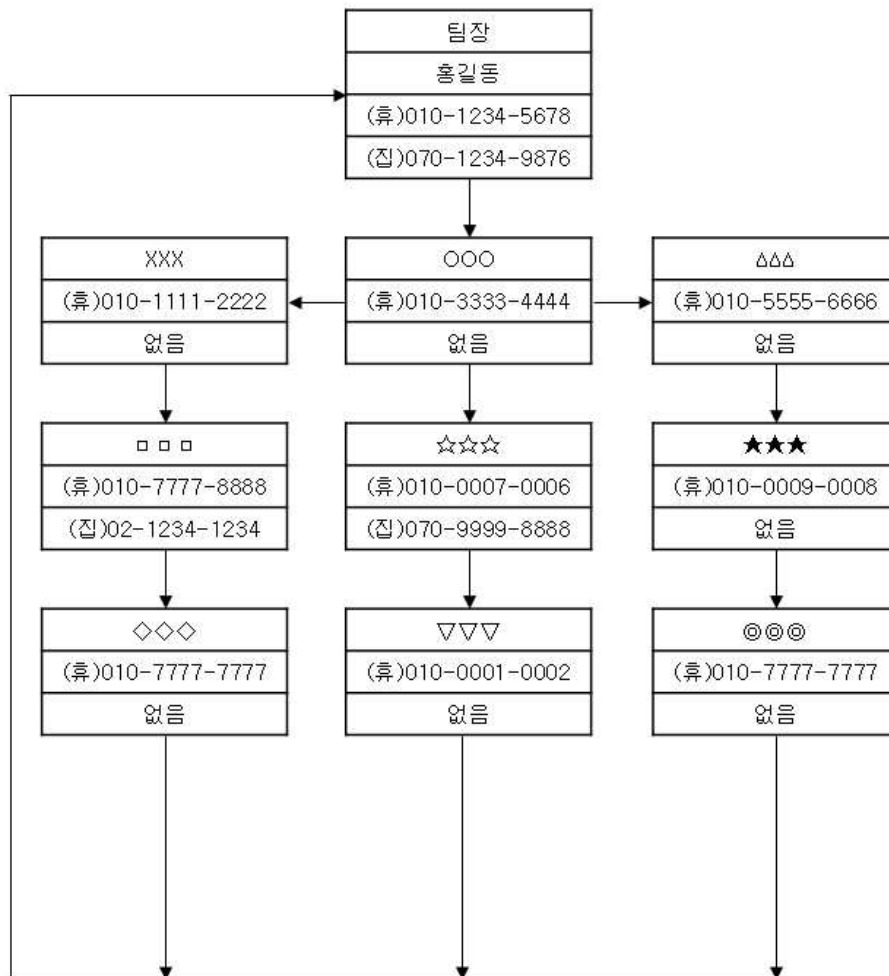 팀장
홍길동
(휴)010-1234-5678
(집)070-1234-9876
XXX
(휴)010-1111-2222
없음
○○○
(휴)010-3333-4444
없음
△△△
(휴)010-5555-6666
없음
□ □ □
(휴)010-7777-8888
(집)02-1234-1234
☆☆☆
(휴)010-0007-0006
(집)070-9999-8888
★★★
(휴)010-0009-0008
없음
◇◇◇
(휴)010-7777-7777
없음
▽▽▽
(휴)010-0001-0002
없음
◎◎◎
(휴)010-7777-7777
없음